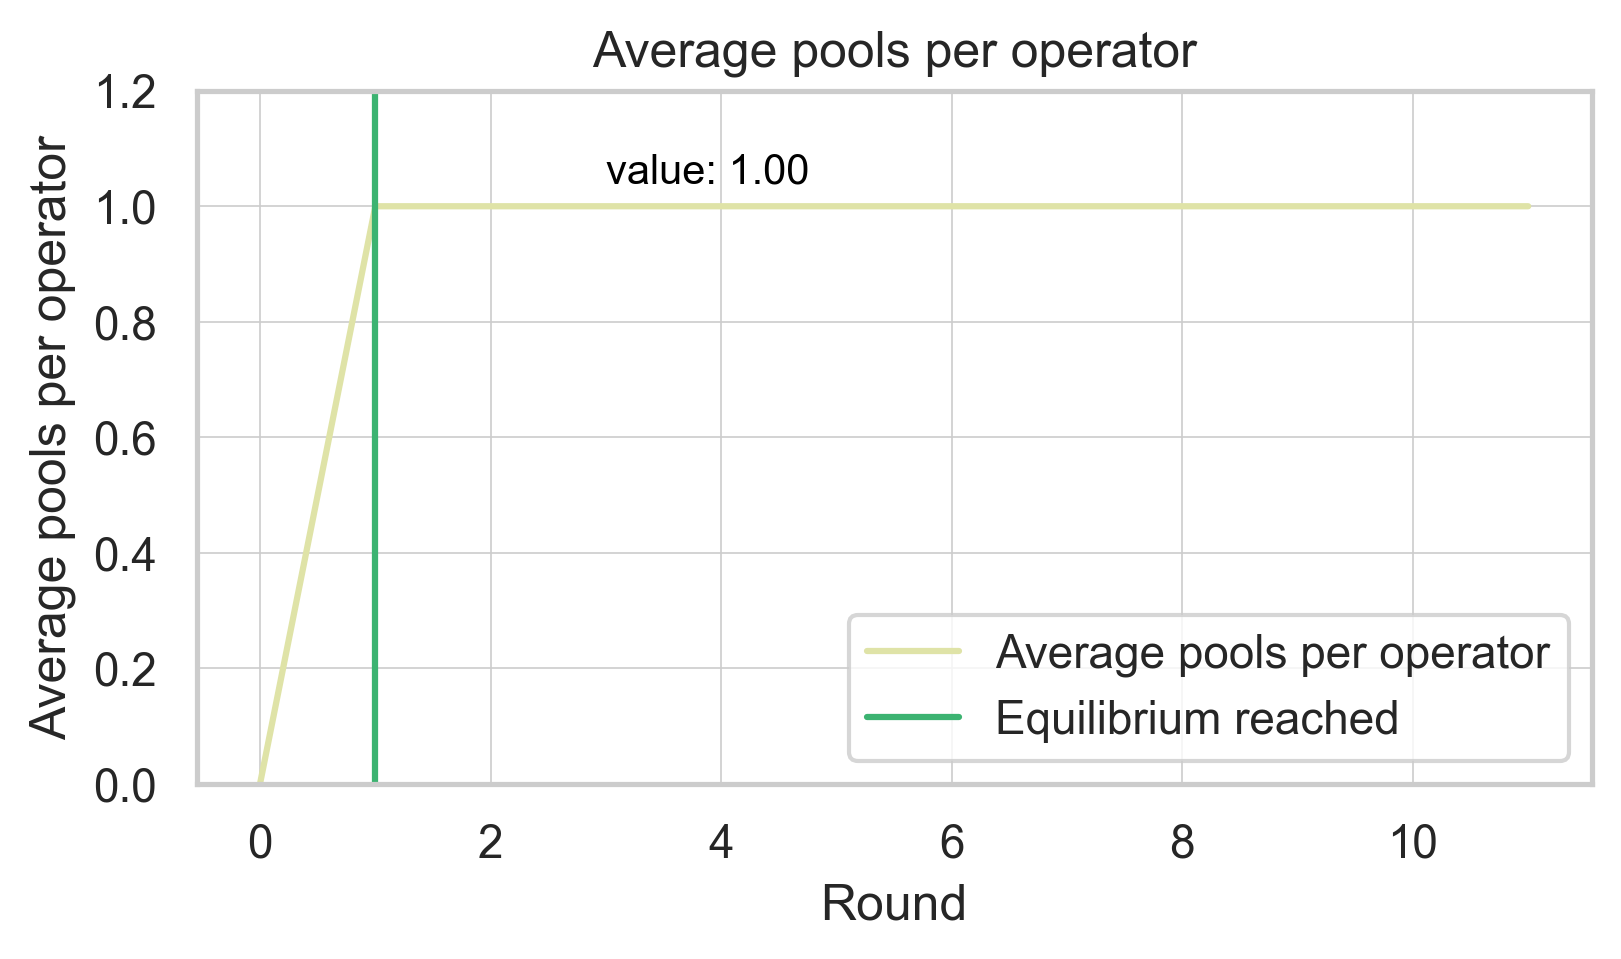 Average pools per operator
Average pools per operator
1.2
1.0
0.8
0.6
0.4
0.2
0.0
value: 1.00
Average pools per operator
Equilibrium reached
0 2 4 6 8 10
Round